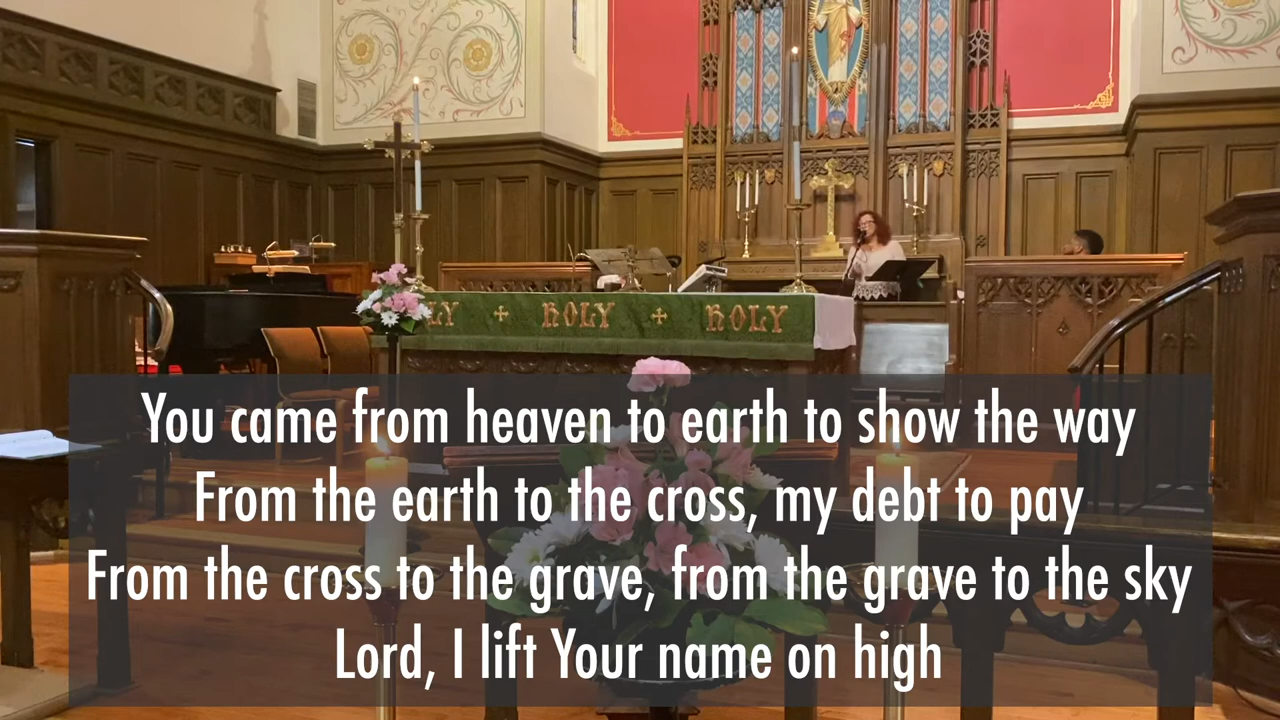 LY HOLY HOLY
You came from heaven to earth to show the way
From the earth to the cross, my debt to pay
From the cross to the grave, from the grave to the sky
Lord, I lift Your name on high